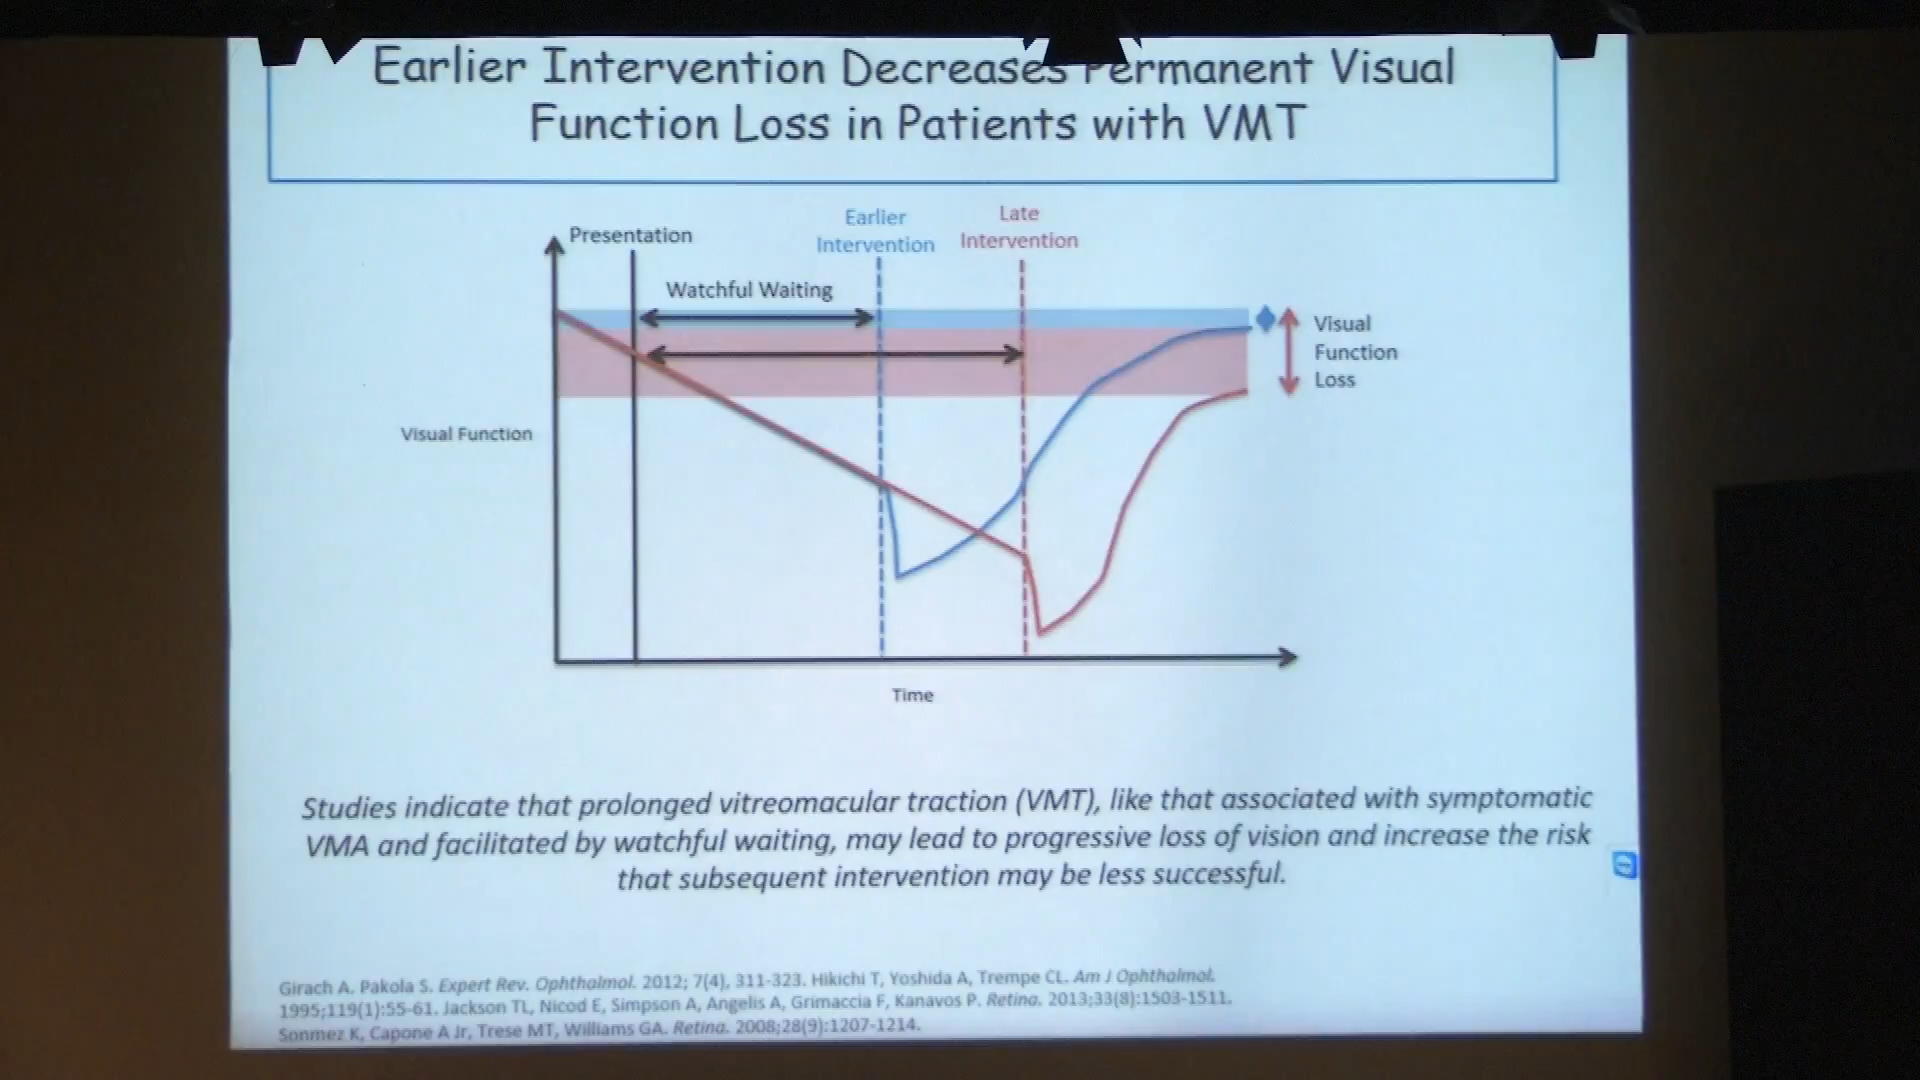 Earlier Intervention Decreases Permanent Visual
Function Loss in Patients with VMT
Presentation
Earlier
Intervention
Late
Intervention
Watchful Waiting
Visual
Function
Loss
Visual Function
Time
Studies indicate that prolonged vitreomacular traction (VMT), like that associated with symptomatic
VMA and facilitated by watchful waiting, may lead to progressive loss of vision and increase the risk
that subsequent intervention may be less successful.
Girach A. Pakola S. Expert Rev. Ophthalmol. 2012; 7(4), 311-323. Hikichi T, Yoshida A, Trempe CL. Am J Ophthalmol.
1995;119(1):55-61. Jackson TL, Nicod E, Simpson A, Angelis A, Grimaccia F, Kanavos P. Retina. 2013;33(8):1503-1511.
Sonmez K, Capone A Jr, Trese MT, Williams GA. Retina. 2008;28(9):1207-1214.